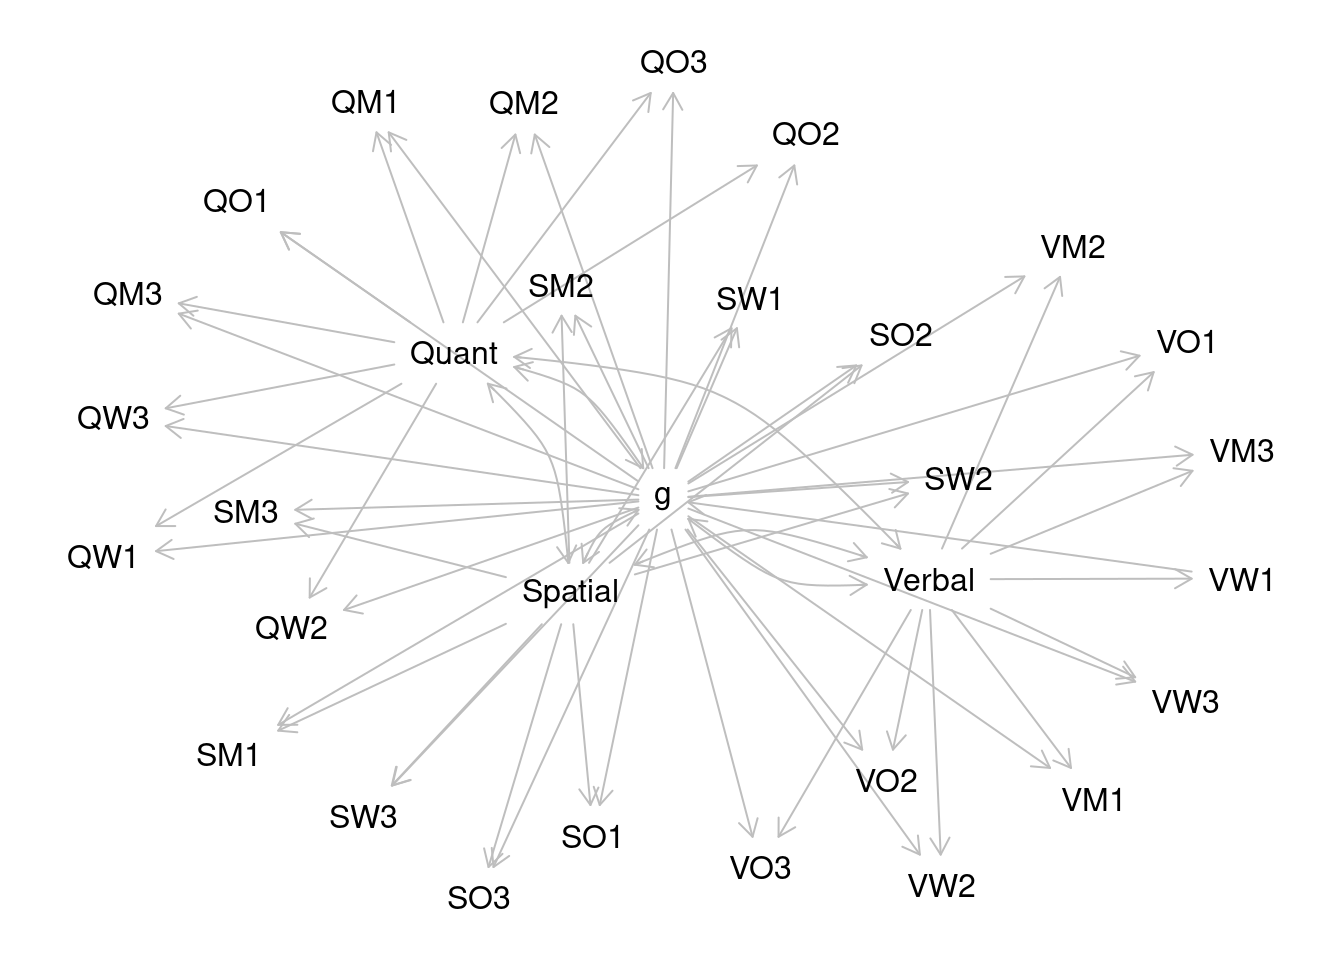 QO3
QM1
QM2
QO2
QO1
VM2
SM2
QM3
SW1
SO2
VO1
Quant
QW3
VM3
SW2
g
SM3
QW1
Verbal
VW1
Spatial
QW2
VW3
SM1
VO2
VM1
SW3
SO1
VO3
VW2
SO3